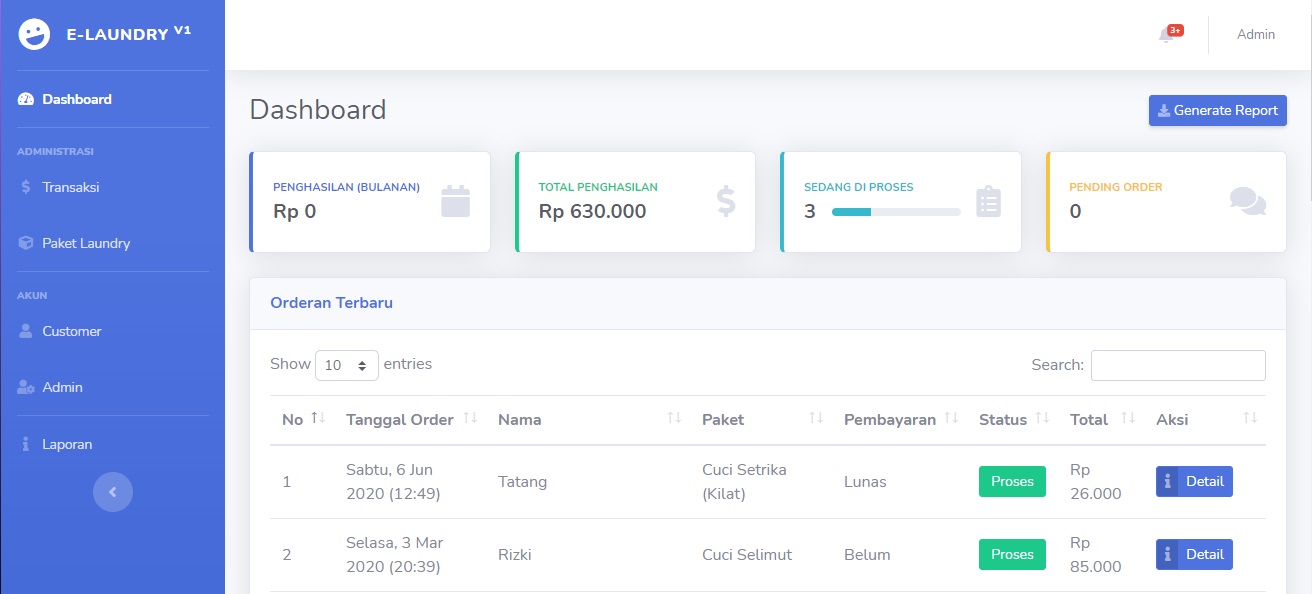 E-LAUNDRY V1
3+
Admin
Dashboard
ADMINISTRASI
Transaksi
Paket Laundry
AKUN
Customer
Admin
Laporan
Dashboard
Generate Report
PENGHASILAN (BULANAN)
Rp 0
TOTAL PENGHASILAN
Rp 630.000
SEDANG DI PROSES
3
PENDING ORDER
0
Orderan Terbaru
Show 10 entries
Search:
No Tanggal Order Nama Paket Pembayaran Status Total Aksi
1 Sabtu, 6 Jun 2020 (12:49) Tatang Cuci Setrika (Kilat) Lunas Proses Rp 26.000 Detail
2 Selasa, 3 Mar 2020 (20:39) Rizki Cuci Selimut Belum Proses Rp 85.000 Detail